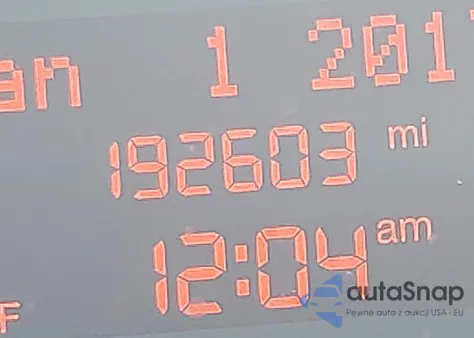 an 1 201
192603 mi
12:04 am
F
autaSnap
Pewne auto z aukcji USA i EU